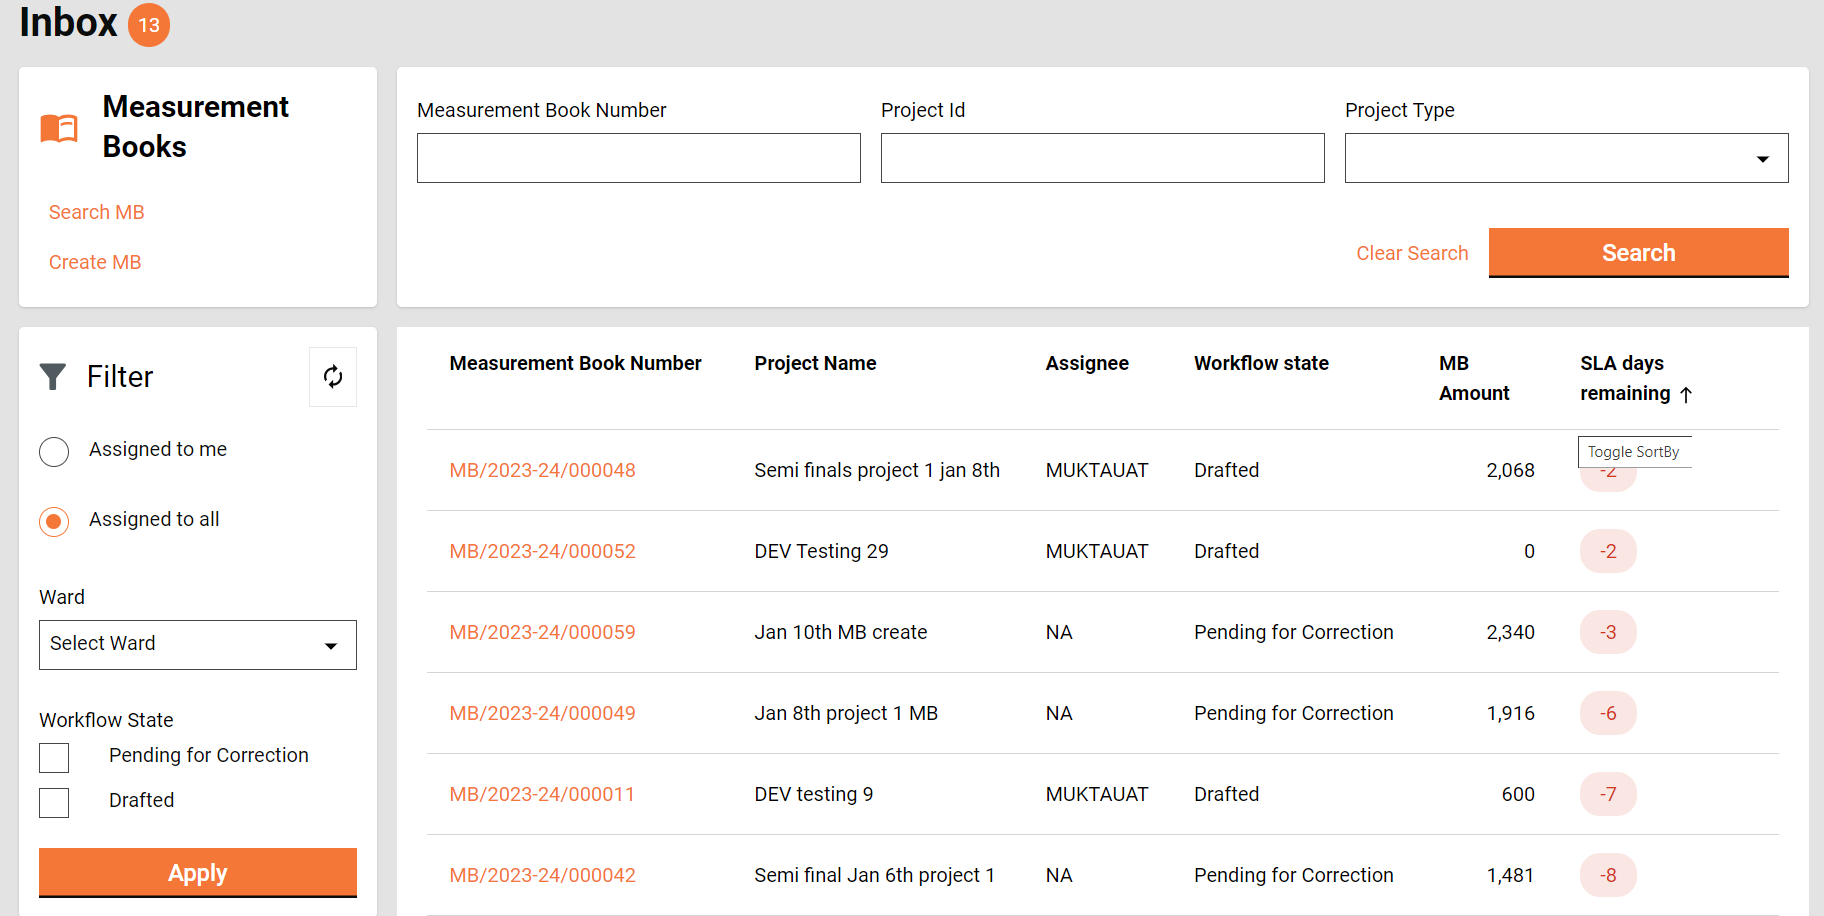 Inbox 13
Measurement
Books
Search MB
Create MB
Measurement Book Number Project Id Project Type
Clear Search Search
Filter
Assigned to me
Assigned to all
Ward
Select Ward
Workflow State
Pending for Correction
Drafted
Apply
Measurement Book Number Project Name Assignee Workflow state MB Amount SLA days remaining ↑
Toggle SortBy
MB/2023-24/000048 Semi finals project 1 jan 8th MUKTAUAT Drafted 2,068 -2
MB/2023-24/000052 DEV Testing 29 MUKTAUAT Drafted 0 -2
MB/2023-24/000059 Jan 10th MB create NA Pending for Correction 2,340 -3
MB/2023-24/000049 Jan 8th project 1 MB NA Pending for Correction 1,916 -6
MB/2023-24/000011 DEV testing 9 MUKTAUAT Drafted 600 -7
MB/2023-24/000042 Semi final Jan 6th project 1 NA Pending for Correction 1,481 -8